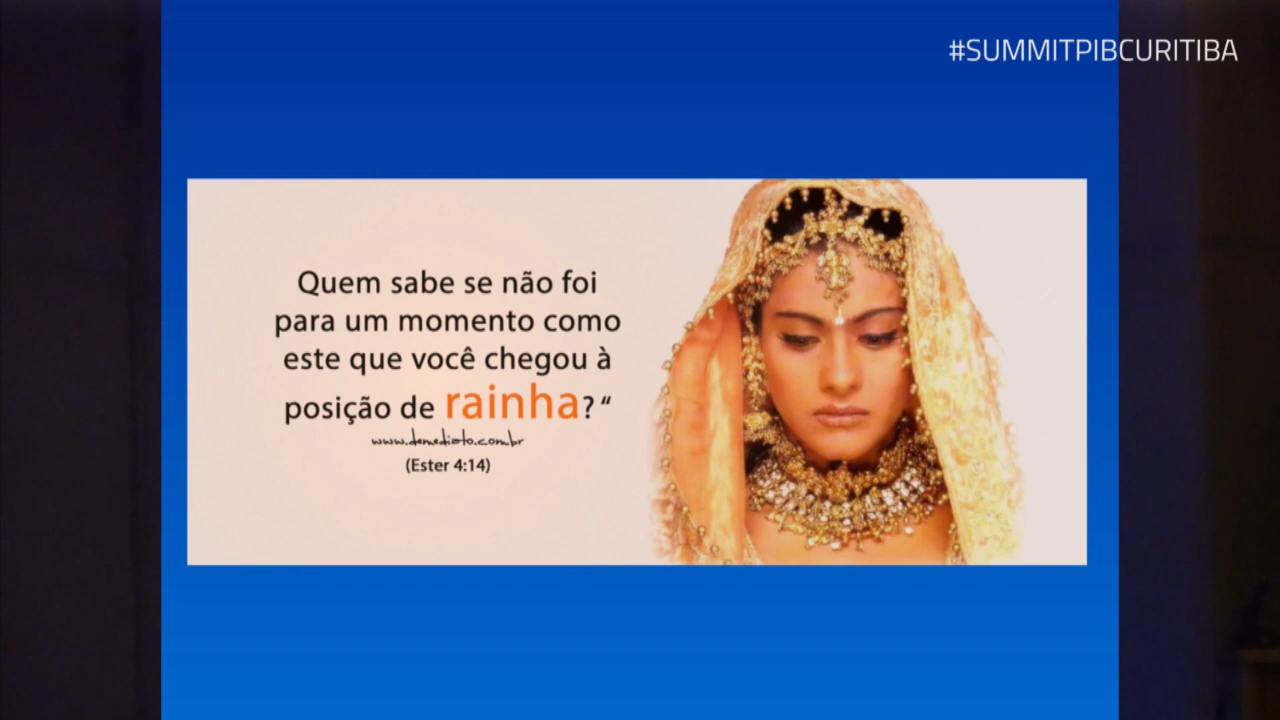 #SUMMITPIBCURITIBA
Quem sabe se não foi
para um momento como
este que você chegou à
posição de rainha? “
www.demediato.com.br
(Ester 4:14)